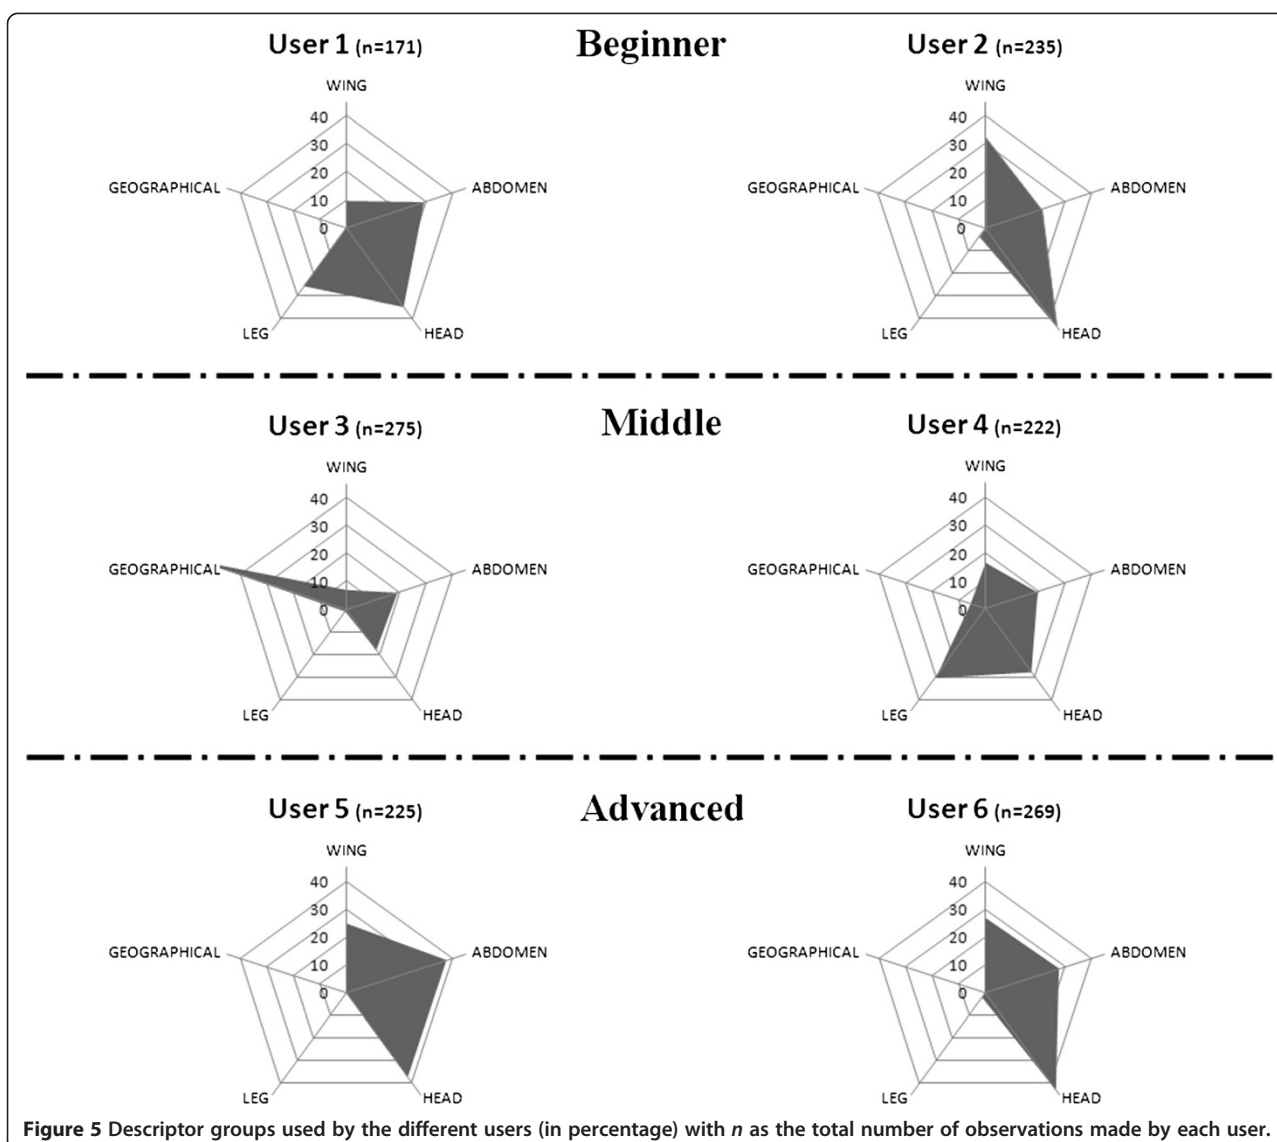 User 1 (n=171) Beginner User 2 (n=235)
WING WING
40 40
30 30
20 20
GEOGRAPHICAL ABDOMEN GEOGRAPHICAL ABDOMEN
10 10
0 0
LEG HEAD LEG HEAD
User 3 (n=275) Middle User 4 (n=222)
WING WING
40 40
30 30
20 20
GEOGRAPHICAL ABDOMEN GEOGRAPHICAL ABDOMEN
10 10
0 0
LEG HEAD LEG HEAD
User 5 (n=225) Advanced User 6 (n=269)
WING WING
40 40
30 30
20 20
GEOGRAPHICAL ABDOMEN GEOGRAPHICAL ABDOMEN
10 10
0 0
LEG HEAD LEG HEAD
Figure 5 Descriptor groups used by the different users (in percentage) with n as the total number of observations made by each user.